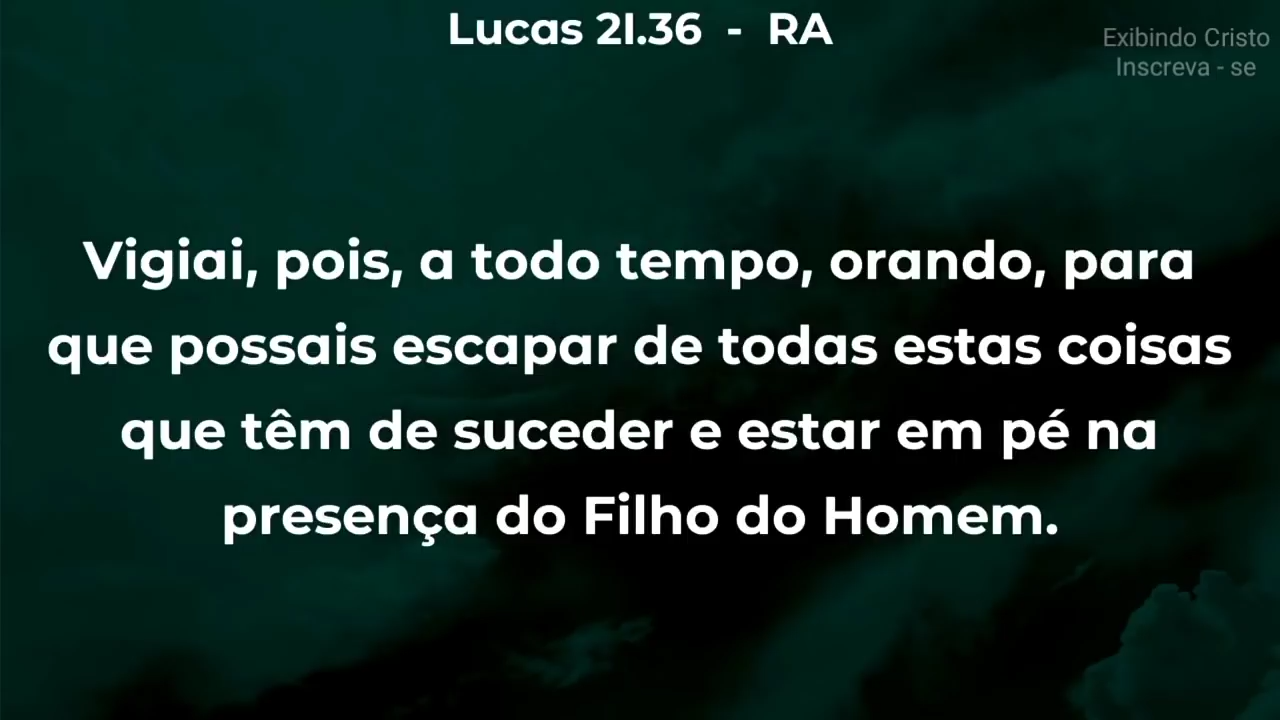 Lucas 21.36 - RA
Exibindo Cristo
Inscreva - se
Vigiai, pois, a todo tempo, orando, para
que possais escapar de todas estas coisas
que têm de suceder e estar em pé na
presença do Filho do Homem.